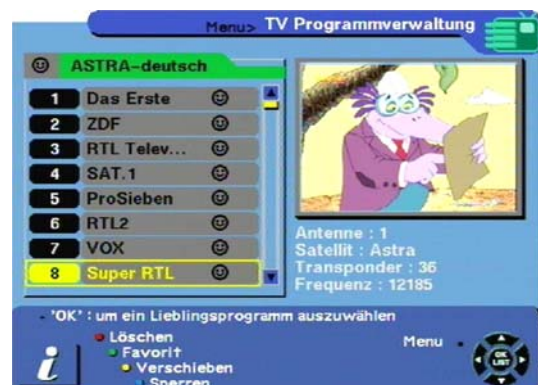 Menu> TV Programmverwaltung
ASTRA-deutsch
1 Das Erste
2 ZDF
3 RTL Telev...
4 SAT.1
5 ProSieben
6 RTL2
7 VOX
8 Super RTL
Antenne : 1
Satellit : Astra
Transponder : 36
Frequenz : 12185
- 'OK' : um ein Lieblingsprogramm auszuwählen
Löschen
Favorit
Verschieben
Sperren
Menu
OK
LIST
i